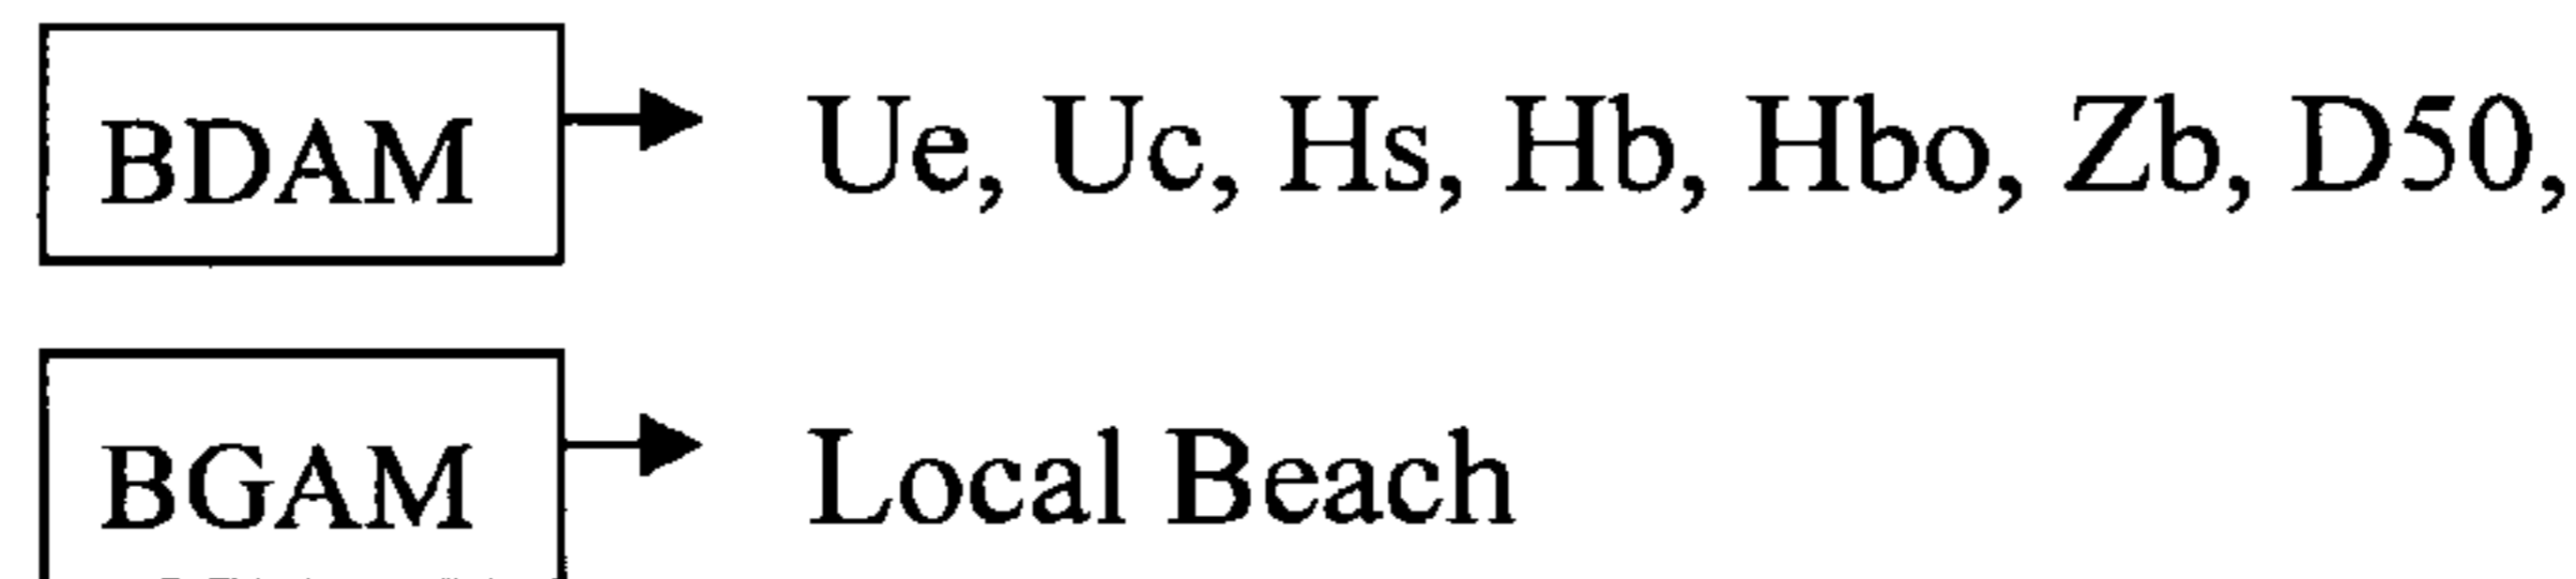 BDAM Ue, Uc, Hs, Hb, Hbo, Zb, D50,
BGAM Local Beach